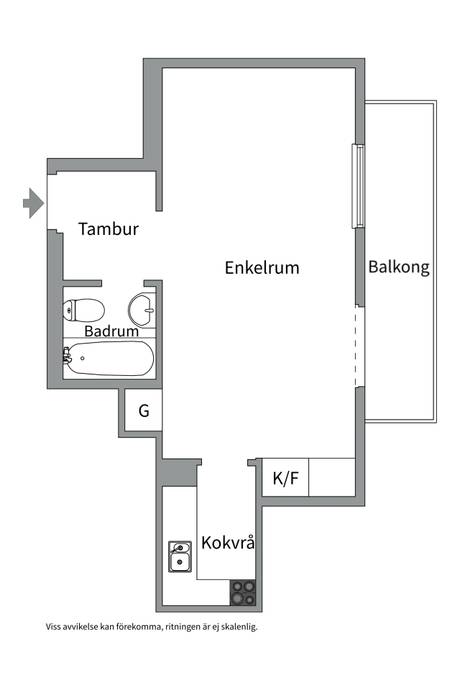 Tambur
Enkelrum
Balkong
Badrum
G
K/F
Kokvrå
Viss avvikelse kan förekomma, ritningen är ej skalenlig.